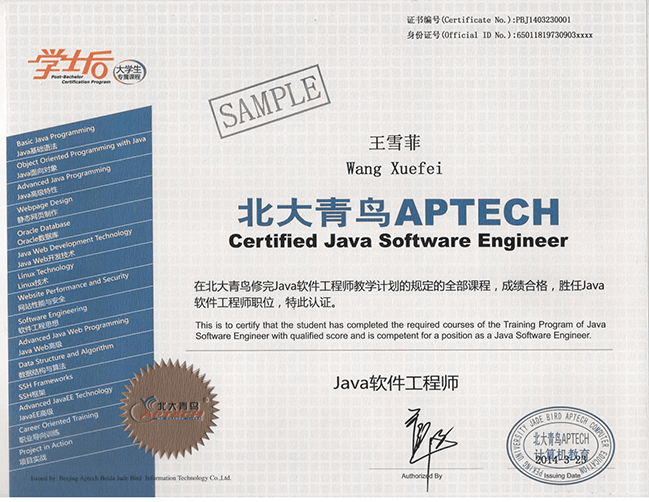 证书编号(Certificate No.):PBJ1403230001
身份证号(Official ID No.):65011819730903xxxx
学士后
Post-Bachelor
Certification Program
大学生
专属课程
SAMPLE
王雪菲
Wang Xuefei
北大青鸟APTECH
Certified Java Software Engineer
在北大青鸟修完Java软件工程师教学计划的规定的全部课程，成绩合格，胜任Java
软件工程师职位，特此认证。
This is to certify that the student has completed the required courses of the Training Program of Java
Software Engineer with qualified score and is competent for a position as a Java Software Engineer.
Basic Java Programming
Java基础语法
Object Oriented Programming with Java
Java面向对象
Advanced Java Programming
Java高级特性
Webpage Design
静态网页制作
Oracle Database
Oracle数据库
Java Web Development Technology
Java Web开发技术
Linux Technology
Linux技术
Website Performance and Security
网站性能与安全
Software Engineering
软件工程思想
Advanced Java Web Programming
Java Web高级
Data Structure and Algorithm
数据结构与算法
SSH Frameworks
SSH框架
Advanced JavaEE Technology
JavaEE高级
Career Oriented Training
职业导向训练
Project in Action
项目实战
北大青鸟
APTECH
Java软件工程师
Authorized By
PEKING UNIVERSITY JADE BIRD APTECH COMPUTER EDUCATION
北大青鸟APTECH
计算机教育
2014-3-23
Issued by: Beijing Aptech Beida Jade Bird Information Technology Co.,Ltd.